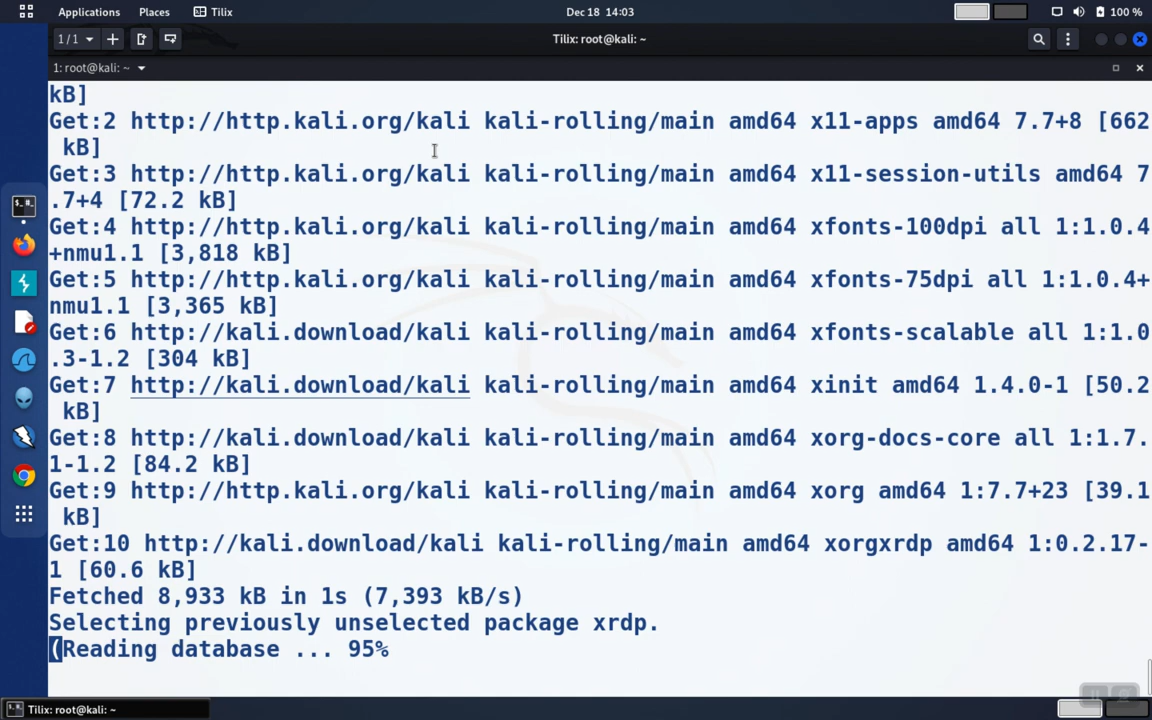 Applications Places Tilix Dec 18 14:03 100 %
1/1 Tilix: root@kali: ~
1: root@kali: ~
kB]
Get:2 http://http.kali.org/kali kali-rolling/main amd64 x11-apps amd64 7.7+8 [662
kB]
Get:3 http://http.kali.org/kali kali-rolling/main amd64 x11-session-utils amd64 7
.7+4 [72.2 kB]
Get:4 http://http.kali.org/kali kali-rolling/main amd64 xfonts-100dpi all 1:1.0.4
+nmu1.1 [3,818 kB]
Get:5 http://http.kali.org/kali kali-rolling/main amd64 xfonts-75dpi all 1:1.0.4+
nmu1.1 [3,365 kB]
Get:6 http://kali.download/kali kali-rolling/main amd64 xfonts-scalable all 1:1.0
.3-1.2 [304 kB]
Get:7 http://kali.download/kali kali-rolling/main amd64 xinit amd64 1.4.0-1 [50.2
kB]
Get:8 http://kali.download/kali kali-rolling/main amd64 xorg-docs-core all 1:1.7.
1-1.2 [84.2 kB]
Get:9 http://http.kali.org/kali kali-rolling/main amd64 xorg amd64 1:7.7+23 [39.1
kB]
Get:10 http://kali.download/kali kali-rolling/main amd64 xorgxrdp amd64 1:0.2.17-
1 [60.6 kB]
Fetched 8,933 kB in 1s (7,393 kB/s)
Selecting previously unselected package xrdp.
(Reading database ... 95%
Tilix: root@kali: ~